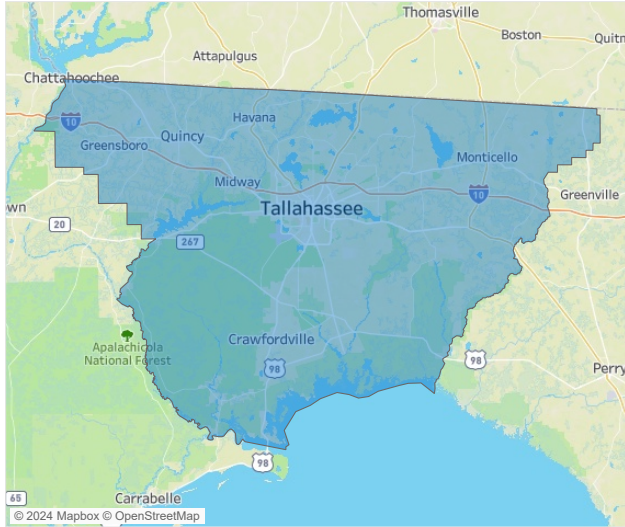 Thomasville
Boston
Quitn
Attapulgus
Chattahoochee
Havana
10
Quincy
Greensboro
Monticello
Midway
10
Greenville
Tallahassee
wn
20
267
Crawfordville
Apalachicola
National Forest
98
98
Perry
98
65
Carrabelle
© 2024 Mapbox © OpenStreetMap